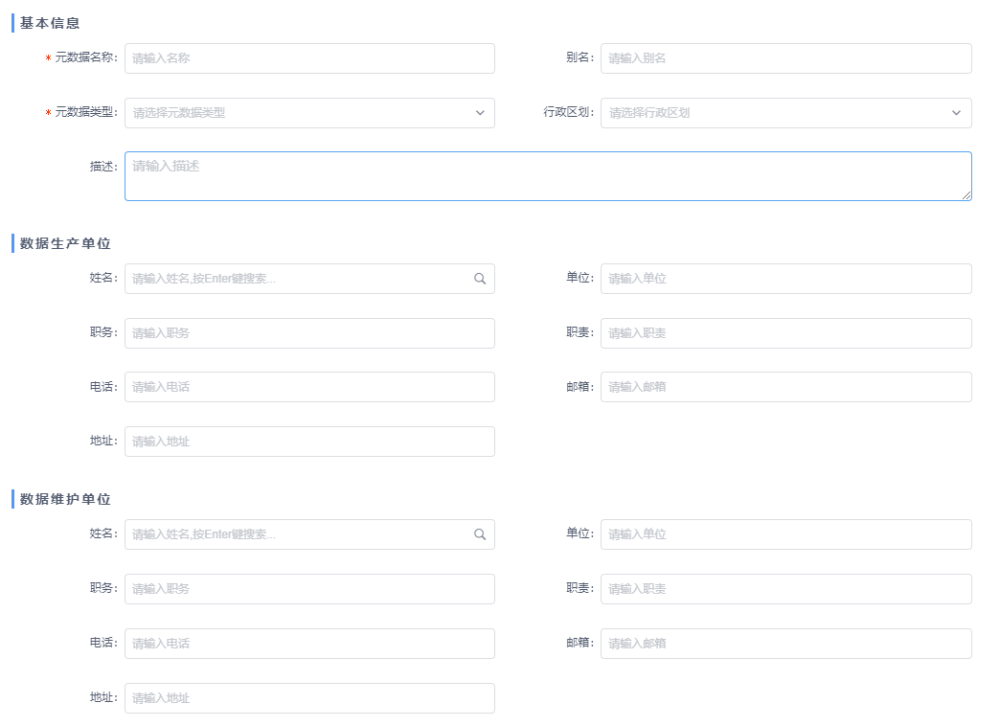 基本信息
* 元数据名称: 请输入名称 别名: 请输入别名
* 元数据类型: 请选择元数据类型 行政区划: 请选择行政区划
描述: 请输入描述
数据生产单位
姓名: 请输入姓名,按Enter键搜索... 单位: 请输入单位
职务: 请输入职务 职责: 请输入职责
电话: 请输入电话 邮箱: 请输入邮箱
地址: 请输入地址
数据维护单位
姓名: 请输入姓名,按Enter键搜索... 单位: 请输入单位
职务: 请输入职务 职责: 请输入职责
电话: 请输入电话 邮箱: 请输入邮箱
地址: 请输入地址